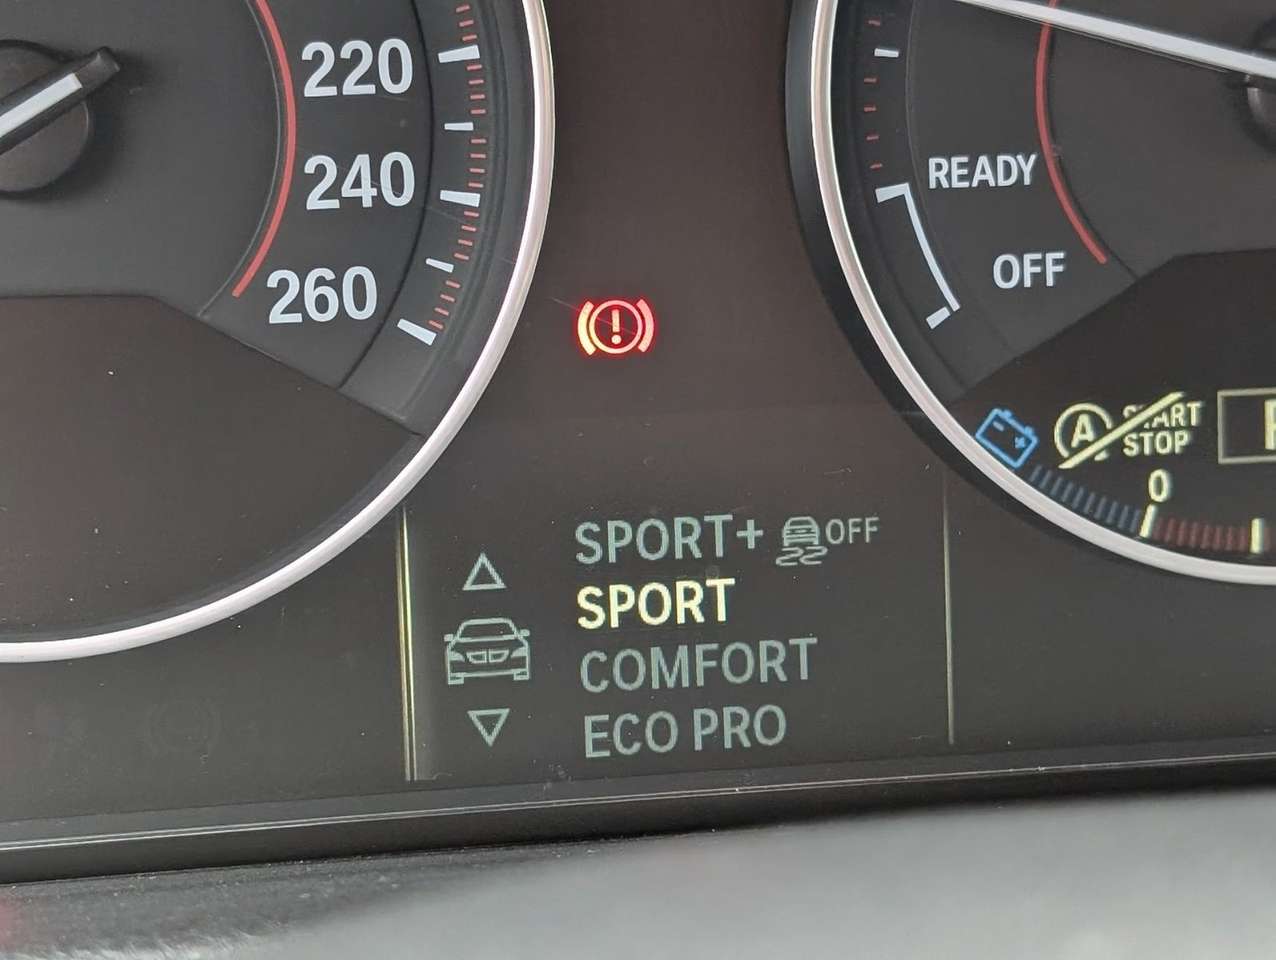 220
240
260
READY
OFF
A START STOP
0
SPORT+ OFF
SPORT
COMFORT
ECO PRO